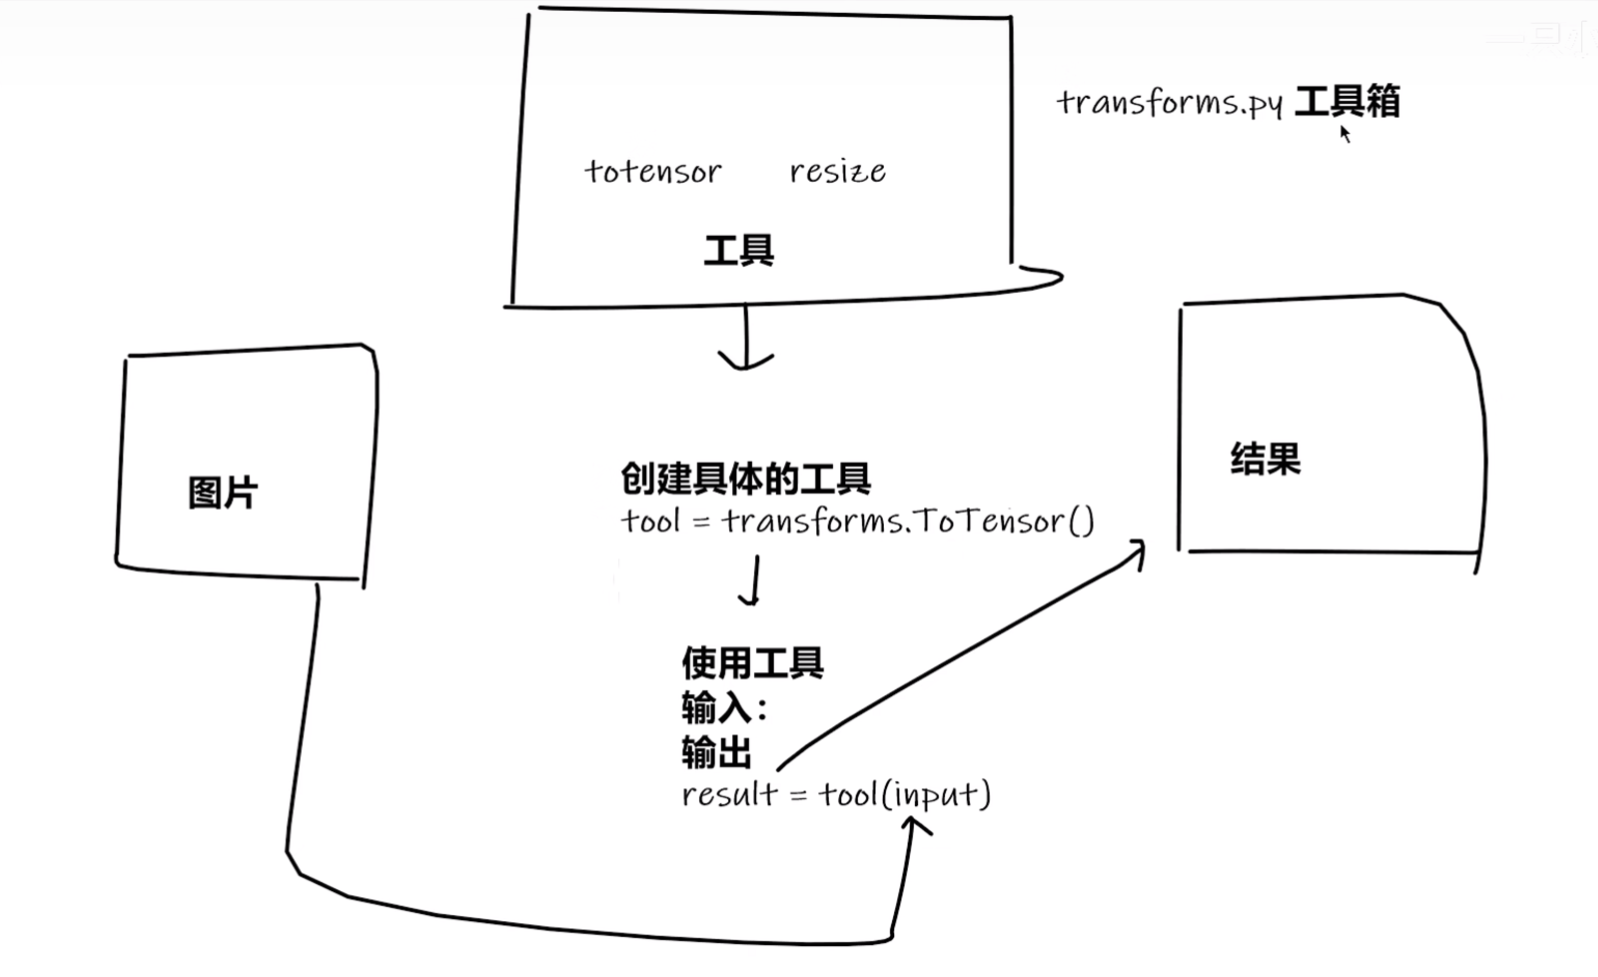 transforms.py 工具箱
totensor resize
工具
图片
创建具体的工具
tool = transforms.ToTensor()
结果
使用工具
输入：
输出
result = tool(input)